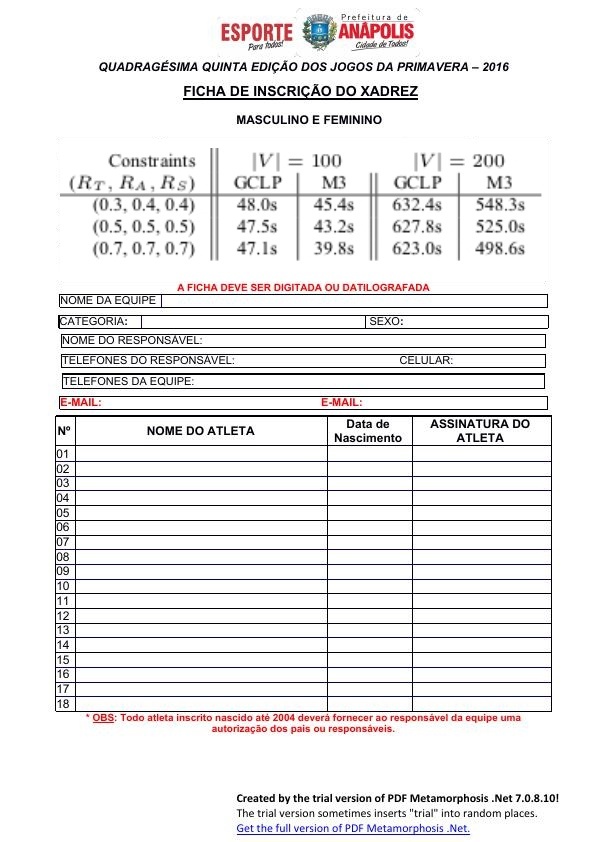 ESPORTE
Para Todos!
Prefeitura de
ANÁPOLIS
Cidade de Todos!
QUADRAGÉSIMA QUINTA EDIÇÃO DOS JOGOS DA PRIMAVERA – 2016
FICHA DE INSCRIÇÃO DO XADREZ
MASCULINO E FEMININO
Constraints |V| = 100 |V| = 200
(R_T, R_A, R_S) GCLP M3 GCLP M3
(0.3, 0.4, 0.4) 48.0s 45.4s 632.4s 548.3s
(0.5, 0.5, 0.5) 47.5s 43.2s 627.8s 525.0s
(0.7, 0.7, 0.7) 47.1s 39.8s 623.0s 498.6s
A FICHA DEVE SER DIGITADA OU DATILOGRAFADA
NOME DA EQUIPE
CATEGORIA: SEXO:
NOME DO RESPONSÁVEL:
TELEFONES DO RESPONSÁVEL: CELULAR:
TELEFONES DA EQUIPE:
E-MAIL: E-MAIL:
Nº NOME DO ATLETA Data de Nascimento ASSINATURA DO ATLETA
01
02
03
04
05
06
07
08
09
10
11
12
13
14
15
16
17
18
* OBS: Todo atleta inscrito nascido até 2004 deverá fornecer ao responsável da equipe uma
autorização dos pais ou responsáveis.
Created by the trial version of PDF Metamorphosis .Net 7.0.8.10!
The trial version sometimes inserts "trial" into random places.
Get the full version of PDF Metamorphosis .Net.